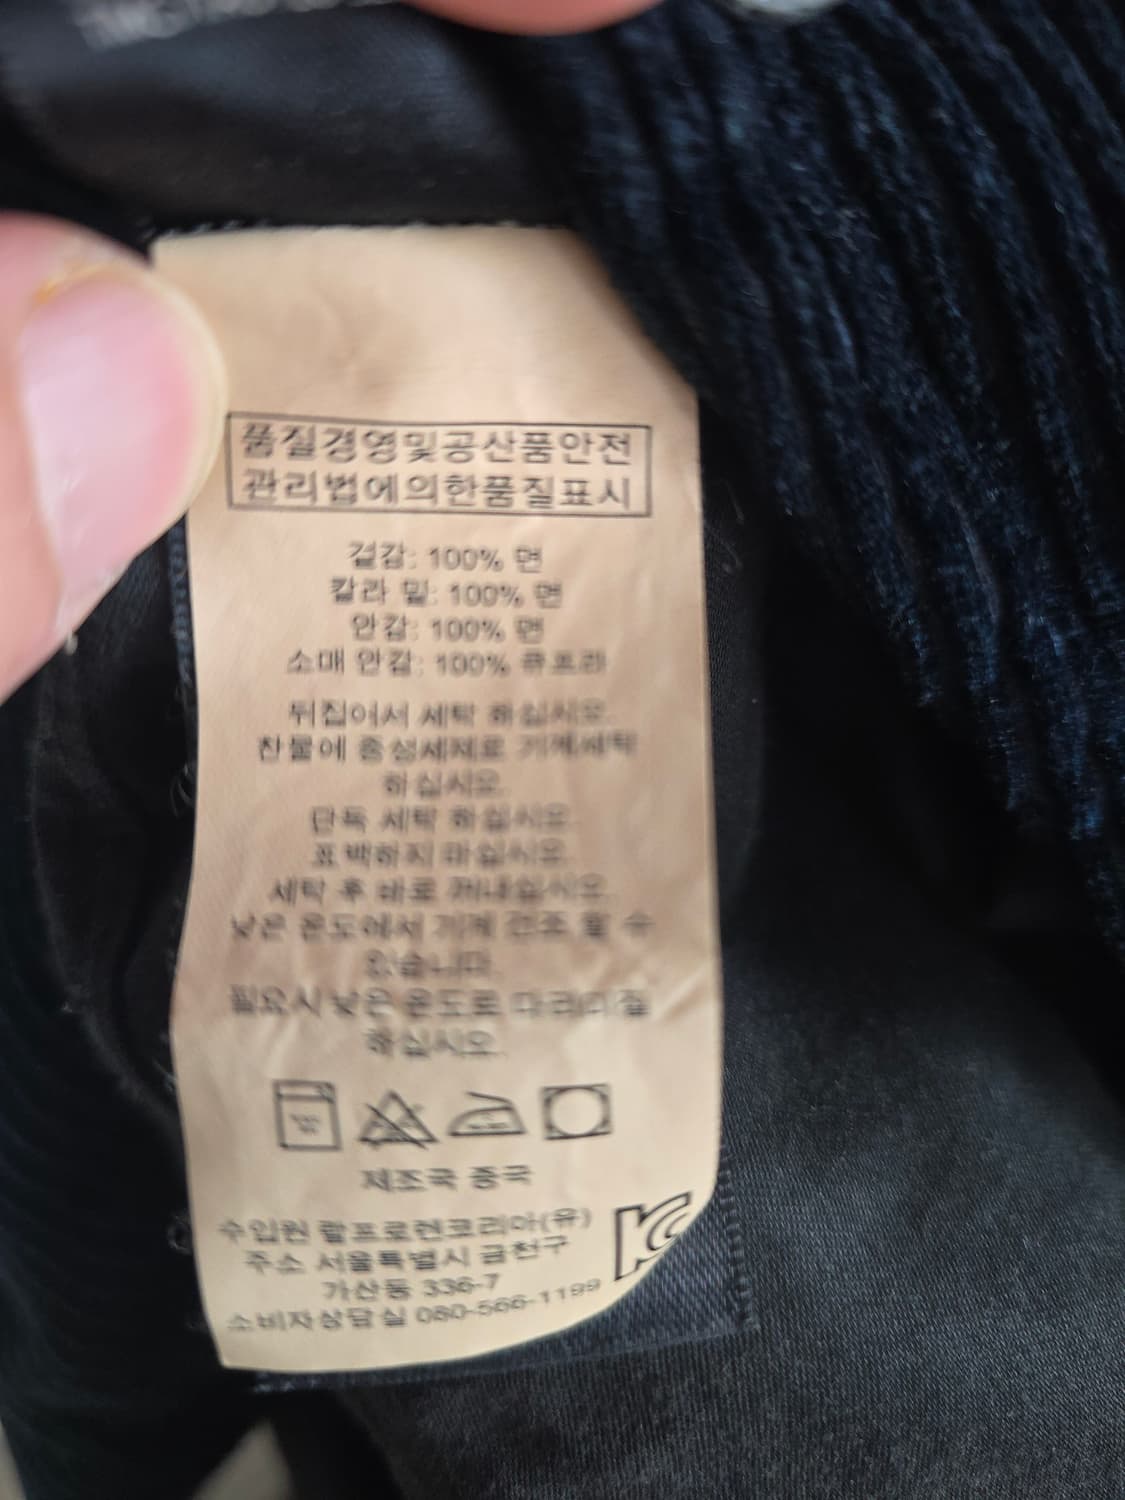 품질경영및공산품안전
관리법에의한품질표시
겉감: 100% 면
칼라 밑: 100% 면
안감: 100% 면
소매 안감: 100% 큐프라
뒤집어서 세탁 하십시오.
찬물에 중성세제로 기계세탁
하십시오.
단독 세탁 하십시오.
표백하지 마십시오.
세탁 후 바로 꺼내십시오.
낮은 온도에서 기계 건조 할 수
있습니다.
필요시 낮은 온도로 다리미질
하십시오.
제조국 중국
수입원 랄프로렌코리아(유)
주소 서울특별시 금천구
가산동 336-7
소비자상담실 080-566-1199